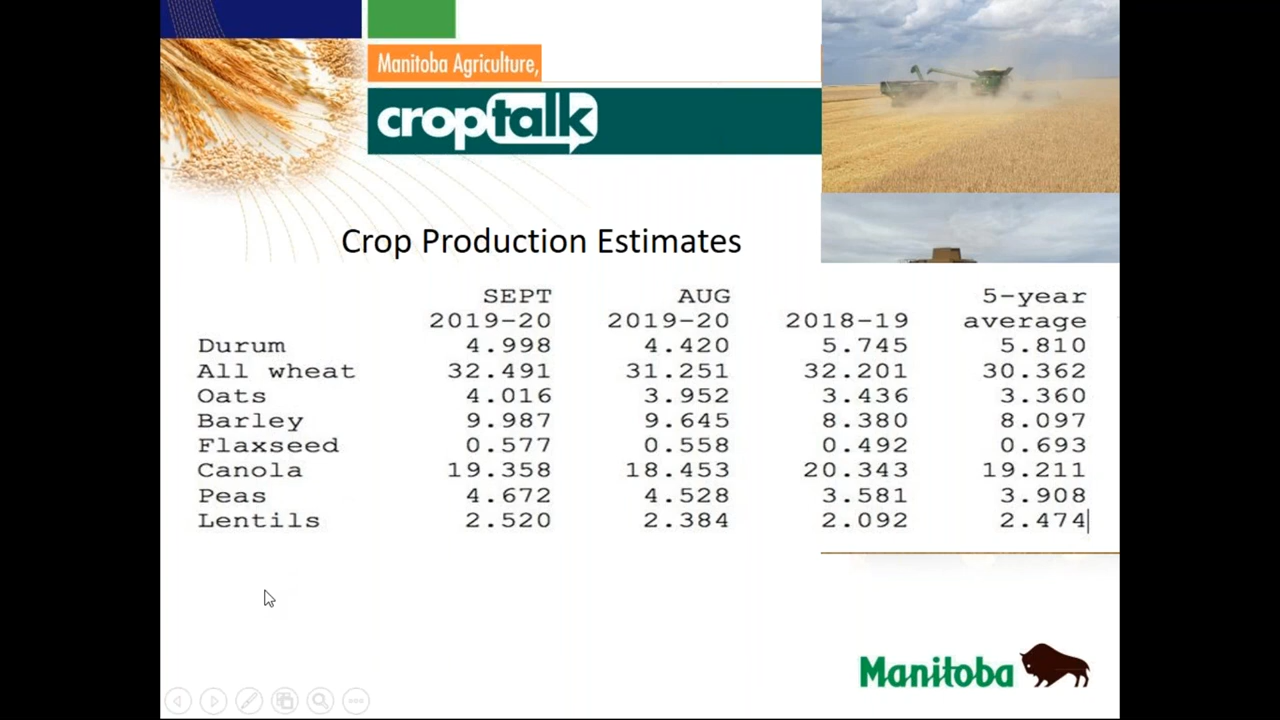 Manitoba Agriculture,
croptalk
Crop Production Estimates
SEPT AUG 5-year
2019-20 2019-20 2018-19 average
Durum 4.998 4.420 5.745 5.810
All wheat 32.491 31.251 32.201 30.362
Oats 4.016 3.952 3.436 3.360
Barley 9.987 9.645 8.380 8.097
Flaxseed 0.577 0.558 0.492 0.693
Canola 19.358 18.453 20.343 19.211
Peas 4.672 4.528 3.581 3.908
Lentils 2.520 2.384 2.092 2.474
Manitoba